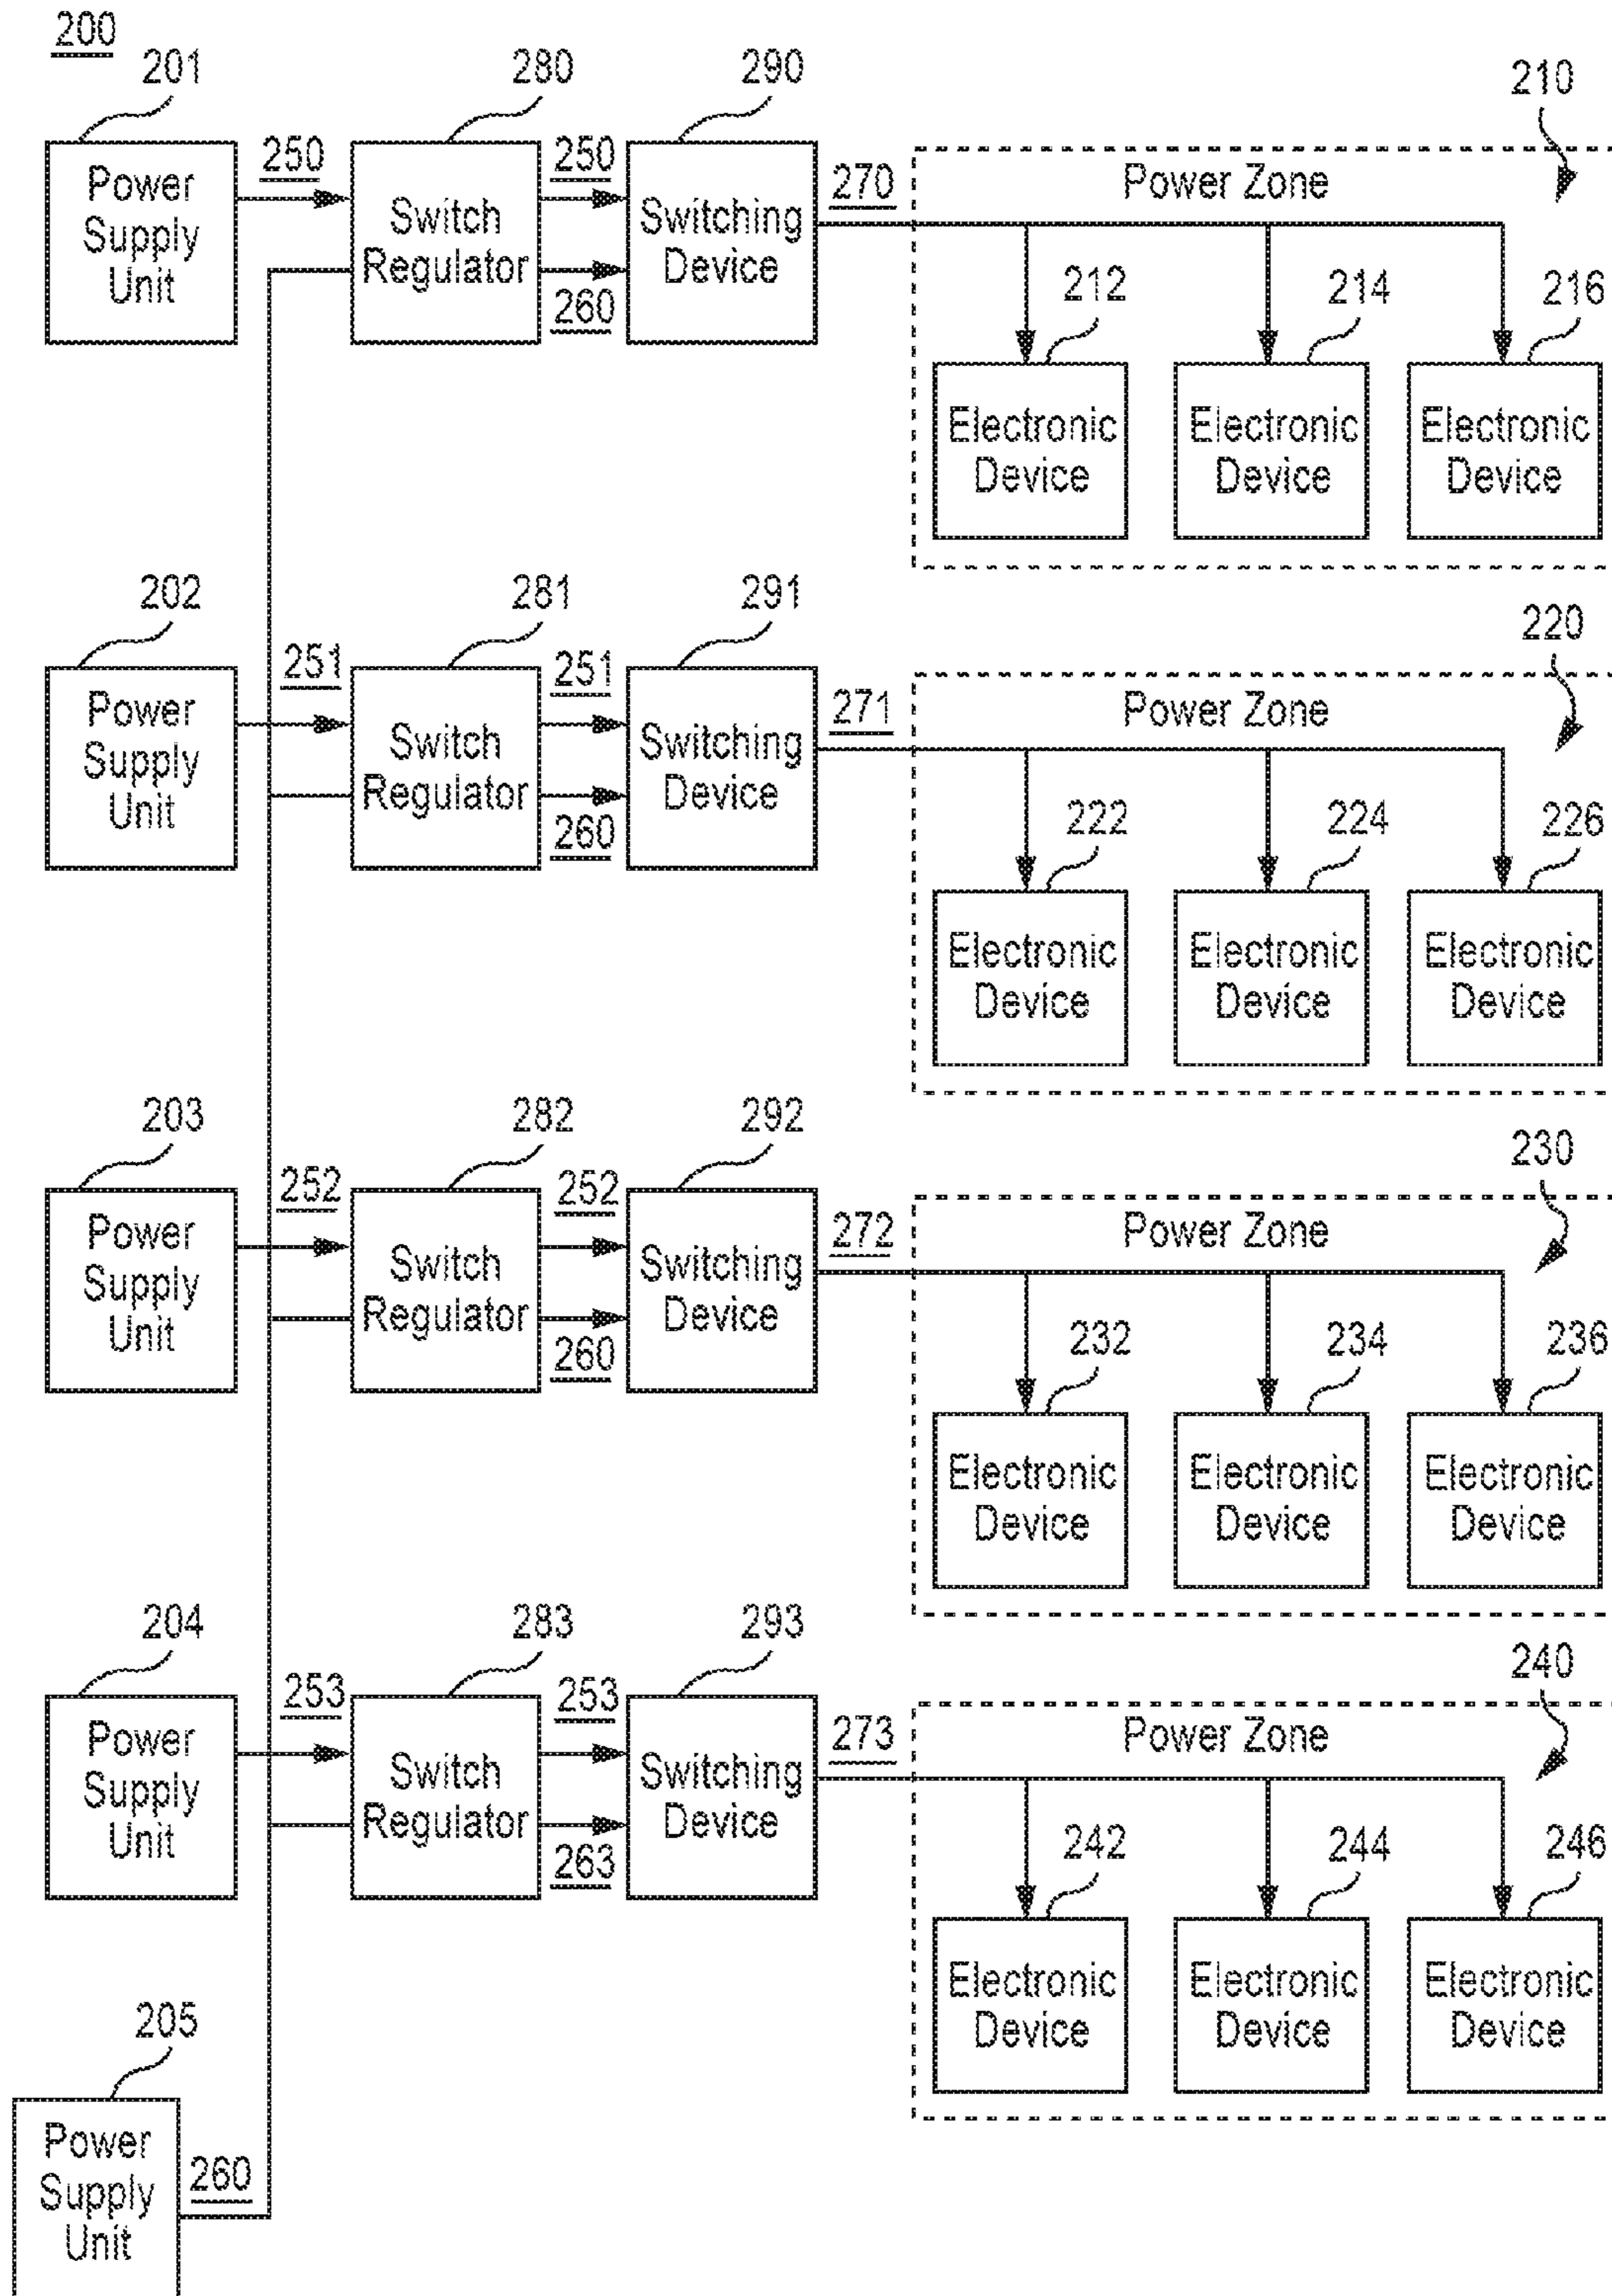 200
201
280
290
210
250
250
270
Power Zone
Power
Supply
Unit
Switch
Regulator
Switching
Device
260
212
214
216
Electronic
Device
Electronic
Device
Electronic
Device
202
281
291
220
251
251
271
Power Zone
Power
Supply
Unit
Switch
Regulator
Switching
Device
260
222
224
226
Electronic
Device
Electronic
Device
Electronic
Device
203
282
292
230
252
252
272
Power Zone
Power
Supply
Unit
Switch
Regulator
Switching
Device
260
232
234
236
Electronic
Device
Electronic
Device
Electronic
Device
204
283
293
240
253
253
273
Power Zone
Power
Supply
Unit
Switch
Regulator
Switching
Device
263
242
244
246
Electronic
Device
Electronic
Device
Electronic
Device
205
Power
Supply
Unit
260